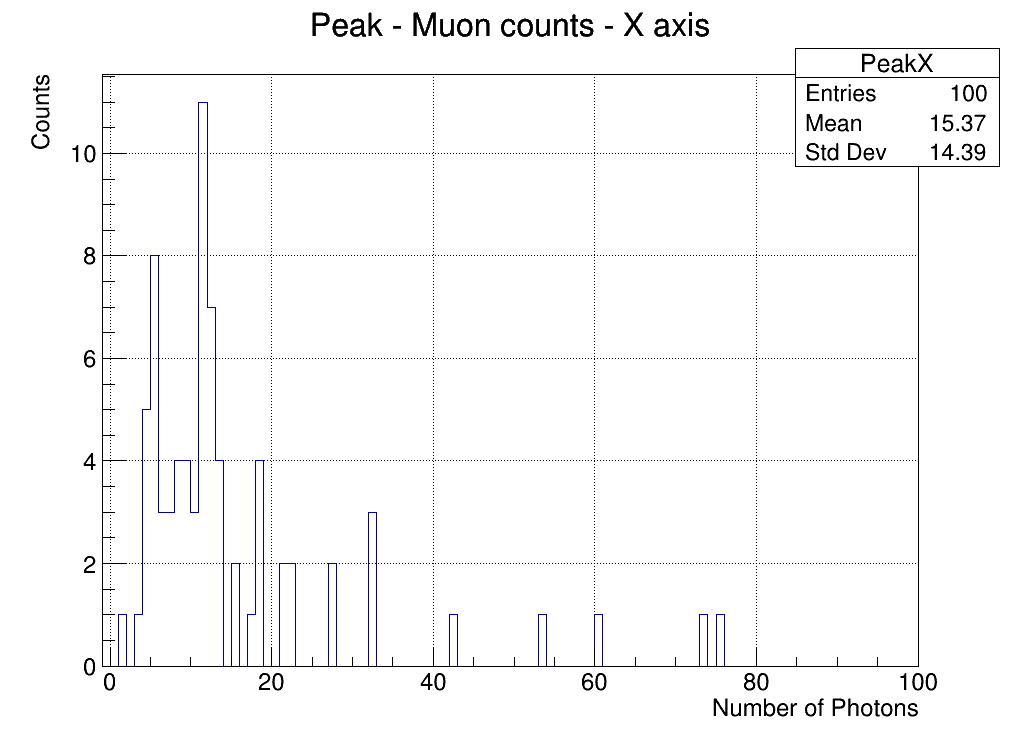 Peak - Muon counts - X axis
PeakX
Entries 100
Mean 15.37
Std Dev 14.39
Counts
10
8
6
4
2
0
0 20 40 60 80 100
Number of Photons